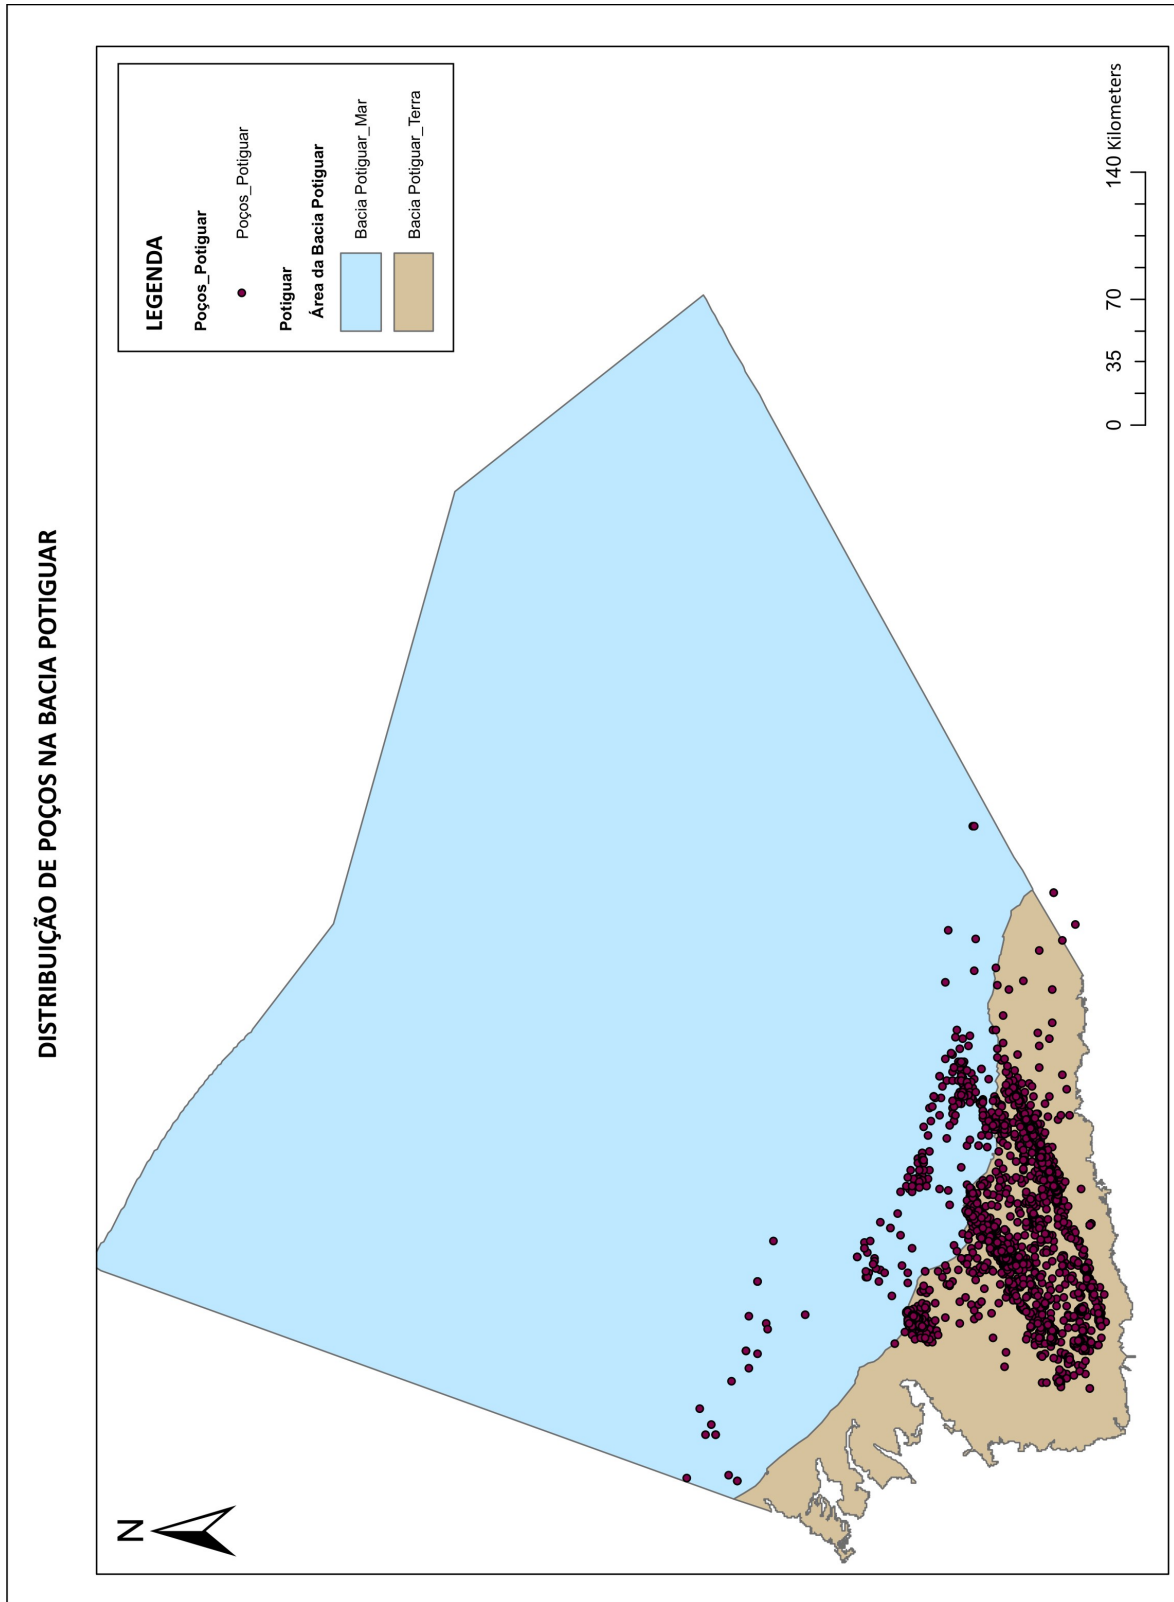 DISTRIBUIÇÃO DE POÇOS NA BACIA POTIGUAR
N
LEGENDA
Poços_Potiguar
Poços_Potiguar
Potiguar
Área da Bacia Potiguar
Bacia Potiguar_Mar
Bacia Potiguar_Terra
0 35 70 140 Kilometers